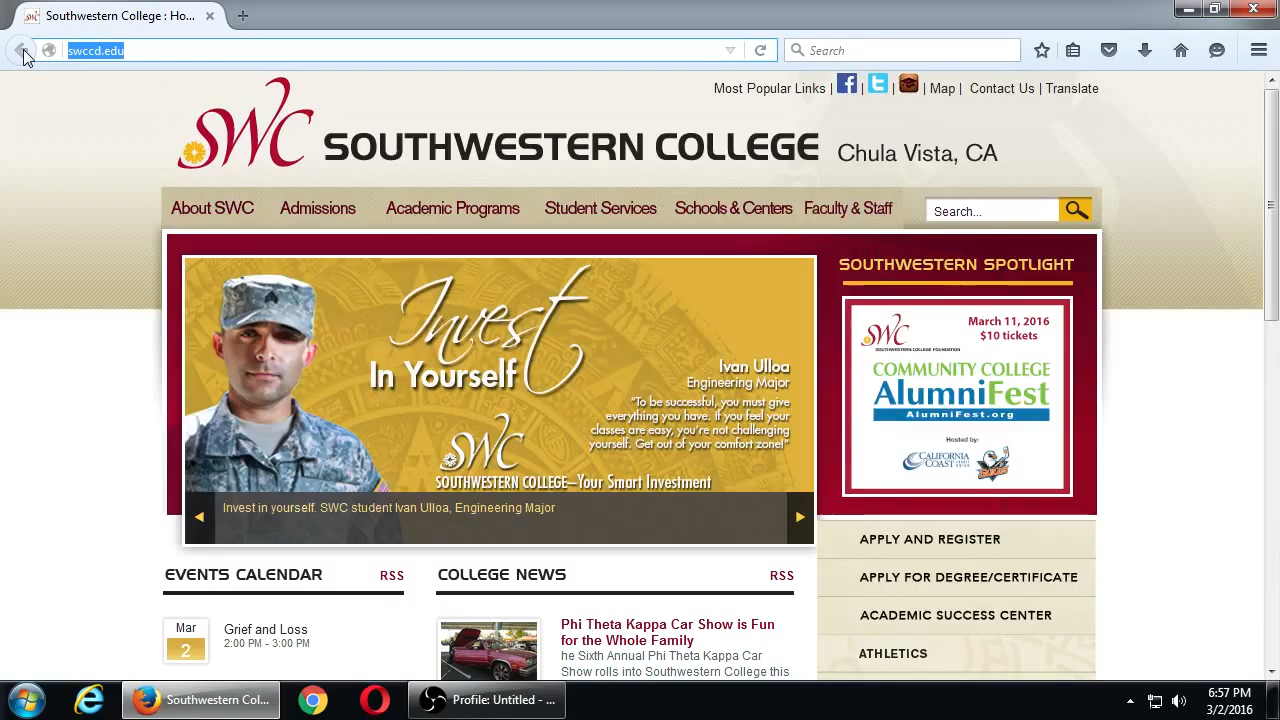 Southwestern College : Ho...
swccd.edu
Search
Most Popular Links | | | | Map | Contact Us | Translate
SWC SOUTHWESTERN COLLEGE Chula Vista, CA
About SWC Admissions Academic Programs Student Services Schools & Centers Faculty & Staff
Search...
Invest
In Yourself
Ivan Ulloa
Engineering Major
"To be successful, you must give
everything you have. If you feel your
classes are easy, you're not challenging
yourself. Get out of your comfort zone!"
SWC
SOUTHWESTERN COLLEGE–Your Smart Investment
Invest in yourself. SWC student Ivan Ulloa, Engineering Major
SOUTHWESTERN SPOTLIGHT
SWC
SOUTHWESTERN COLLEGE FOUNDATION
March 11, 2016
$10 tickets
COMMUNITY COLLEGE
AlumniFest
AlumniFest.org
Hosted by:
CALIFORNIA
COAST
APPLY AND REGISTER
APPLY FOR DEGREE/CERTIFICATE
ACADEMIC SUCCESS CENTER
ATHLETICS
EVENTS CALENDAR RSS
Mar
2
Grief and Loss
2:00 PM - 3:00 PM
COLLEGE NEWS RSS
Phi Theta Kappa Car Show is Fun
for the Whole Family
he Sixth Annual Phi Theta Kappa Car
Show rolls into Southwestern College this
Southwestern Col...
Profile: Untitled - ...
6:57 PM
3/2/2016